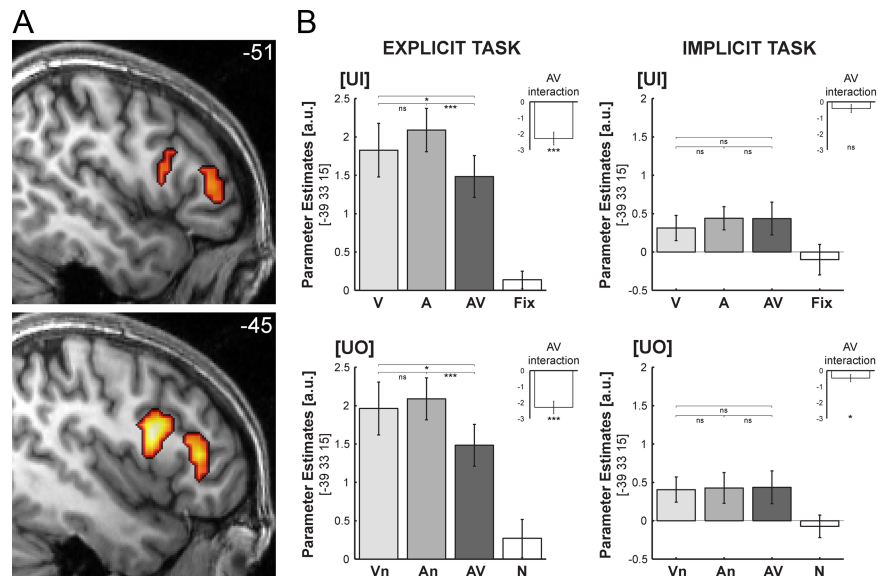 A
-51
-45
B
EXPLICIT TASK
IMPLICIT TASK
[UI]
AV
interaction
0
-1
-2
-3
***
*
ns
***
2.5
2
1.5
1
0.5
0
Parameter Estimates [a.u.]
[-39 33 15]
V A AV Fix
[UI]
AV
interaction
0
-1
-2
-3
ns
ns
ns
ns
2
1.5
1
0.5
0
-0.5
Parameter Estimates [a.u.]
[-39 33 15]
V A AV Fix
[UO]
AV
interaction
0
-1
-2
-3
***
*
ns
***
2.5
2
1.5
1
0.5
0
Parameter Estimates [a.u.]
[-39 33 15]
Vn An AV N
[UO]
AV
interaction
0
-1
-2
-3
*
ns
ns
ns
2
1.5
1
0.5
0
-0.5
Parameter Estimates [a.u.]
[-39 33 15]
Vn An AV N